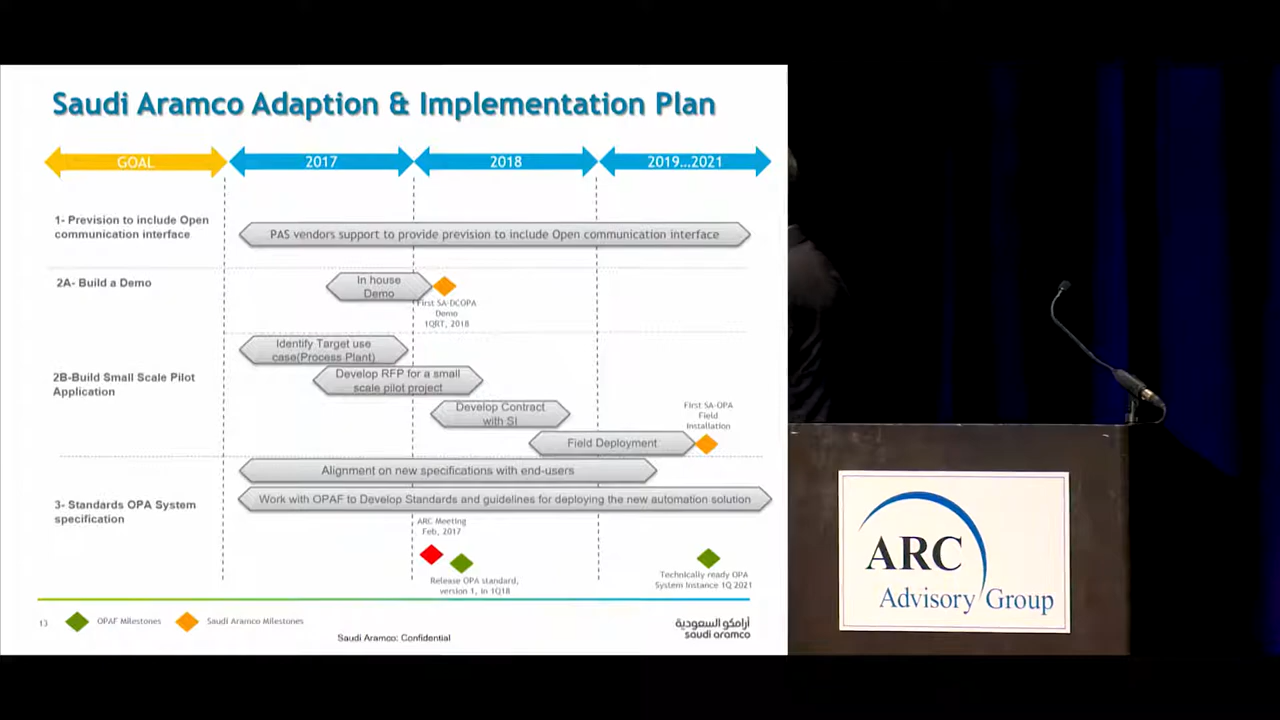 Saudi Aramco Adaption & Implementation Plan
GOAL
2017
2018
2019...2021
1- Prevision to include Open
communication interface
PAS vendors support to provide prevision to include Open communication interface
2A- Build a Demo
In house
Demo
First SA-DCOPA
Demo
1QRT, 2018
2B-Build Small Scale Pilot
Application
Identify Target use
case(Process Plant)
Develop RFP for a small
scale pilot project
Develop Contract
with SI
Field Deployment
First SA-OPA
Field
Installation
3- Standards OPA System
specification
Alignment on new specifications with end-users
Work with OPAF to Develop Standards and guidelines for deploying the new automation solution
ARC Meeting
Feb, 2017
Release OPA standard,
version 1, in 1Q18
Technically ready OPA
System Instance 1Q 2021
13
OPAF Milestones
Saudi Aramco Milestones
Saudi Aramco: Confidential
أرامكو السعودية
saudi aramco
ARC
Advisory Group